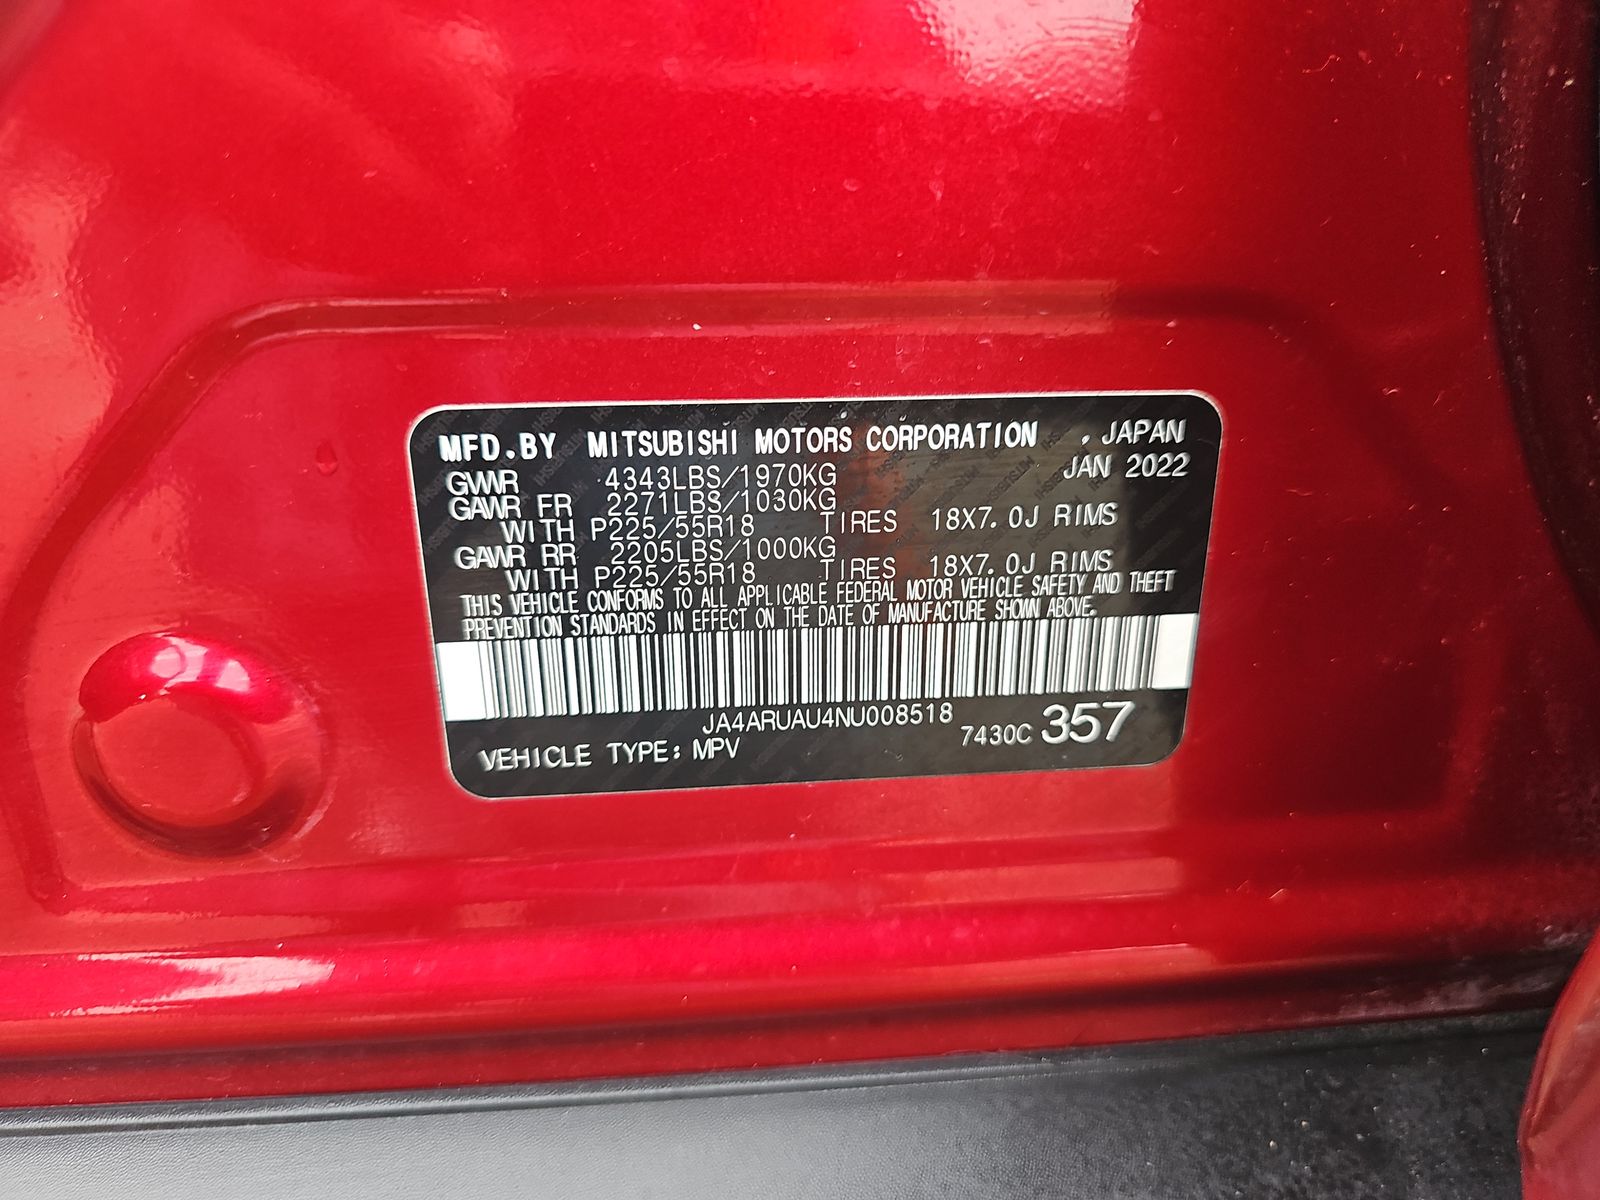 MFD.BY MITSUBISHI MOTORS CORPORATION . JAPAN
GVWR 4343LBS/1970KG JAN 2022
GAWR FR 2271LBS/1030KG
WITH P225/55R18 TIRES 18X7.0J RIMS
GAWR RR 2205LBS/1000KG
WITH P225/55R18 TIRES 18X7.0J RIMS
THIS VEHICLE CONFORMS TO ALL APPLICABLE FEDERAL MOTOR VEHICLE SAFETY AND THEFT
PREVENTION STANDARDS IN EFFECT ON THE DATE OF MANUFACTURE SHOWN ABOVE.
JA4ARUAU4NU008518
VEHICLE TYPE: MPV 7430C 357